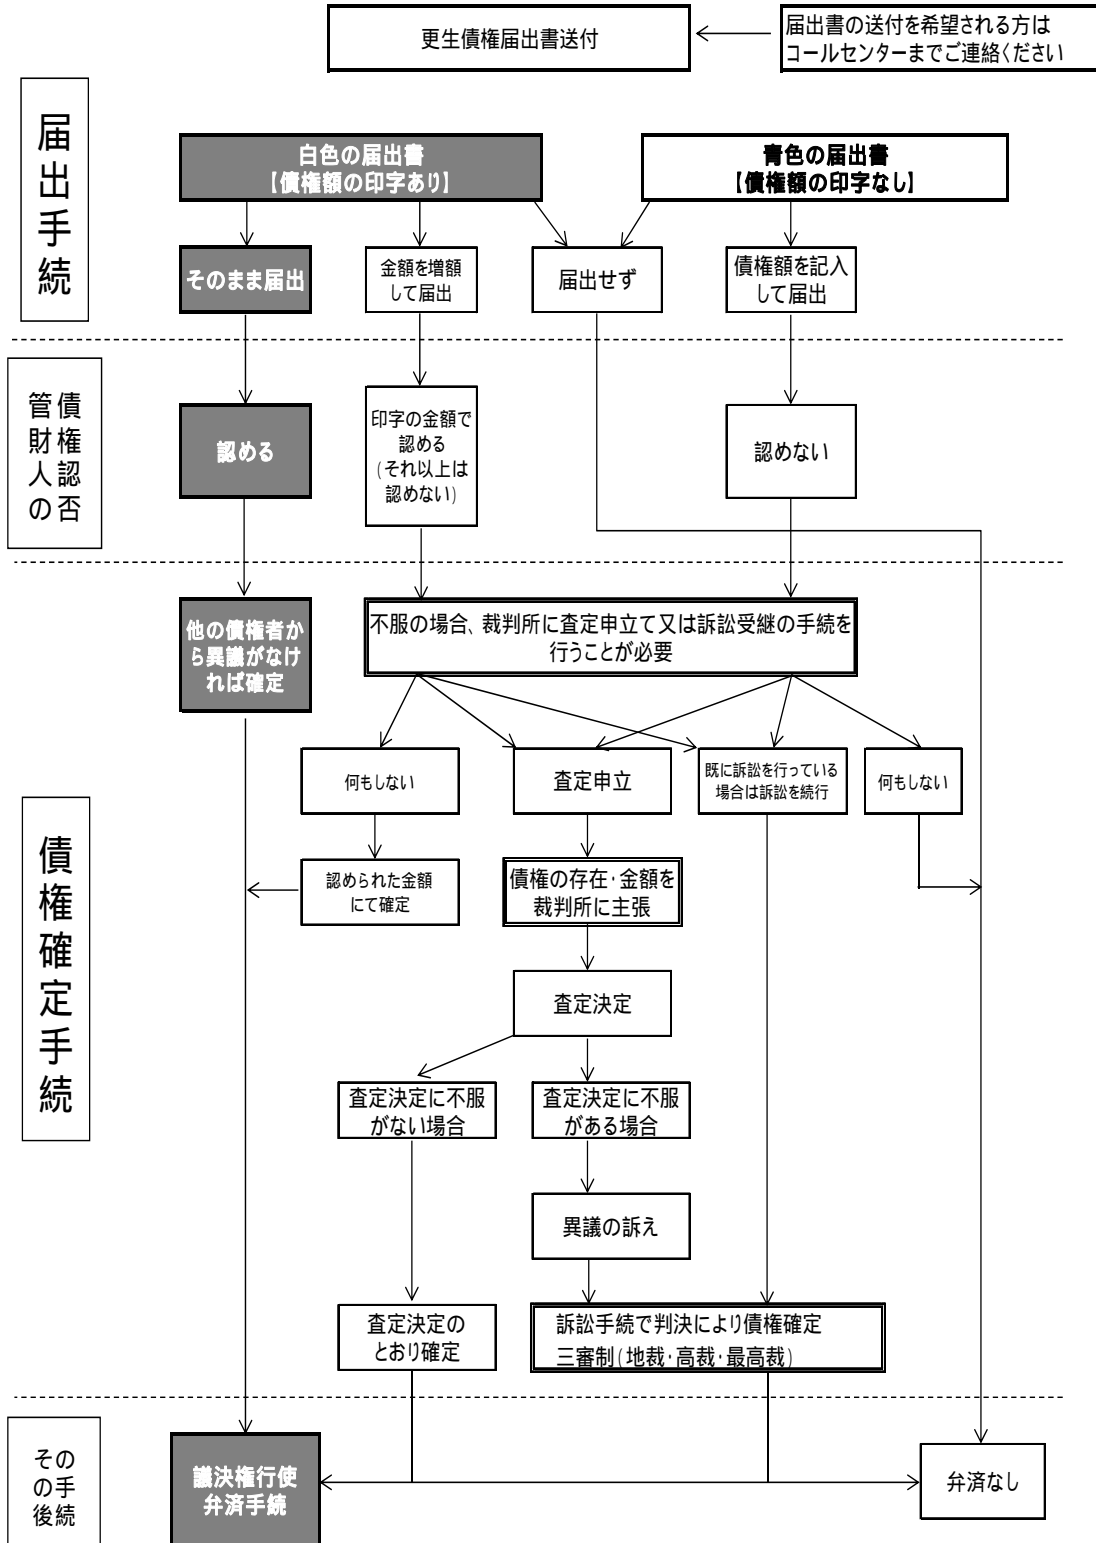 更生債権届出書送付
届出書の送付を希望される方は
コールセンターまでご連絡ください
届出手続
白色の届出書
【債権額の印字あり】
青色の届出書
【債権額の印字なし】
そのまま届出
金額を増額
して届出
届出せず
債権額を記入
して届出
管財人の
債権認否
認める
印字の金額で
認める
(それ以上は
認めない)
認めない
他の債権者か
ら異議がなけ
れば確定
不服の場合、裁判所に査定申立て又は訴訟受継の手続を
行うことが必要
債権確定手続
何もしない
査定申立
既に訴訟を行っている
場合は訴訟を続行
何もしない
認められた金額
にて確定
債権の存在・金額を
裁判所に主張
査定決定
査定決定に不服
がない場合
査定決定に不服
がある場合
異議の訴え
査定決定の
とおり確定
訴訟手続で判決により債権確定
三審制(地裁・高裁・最高裁)
その
の手
後続
議決権行使
弁済手続
弁済なし